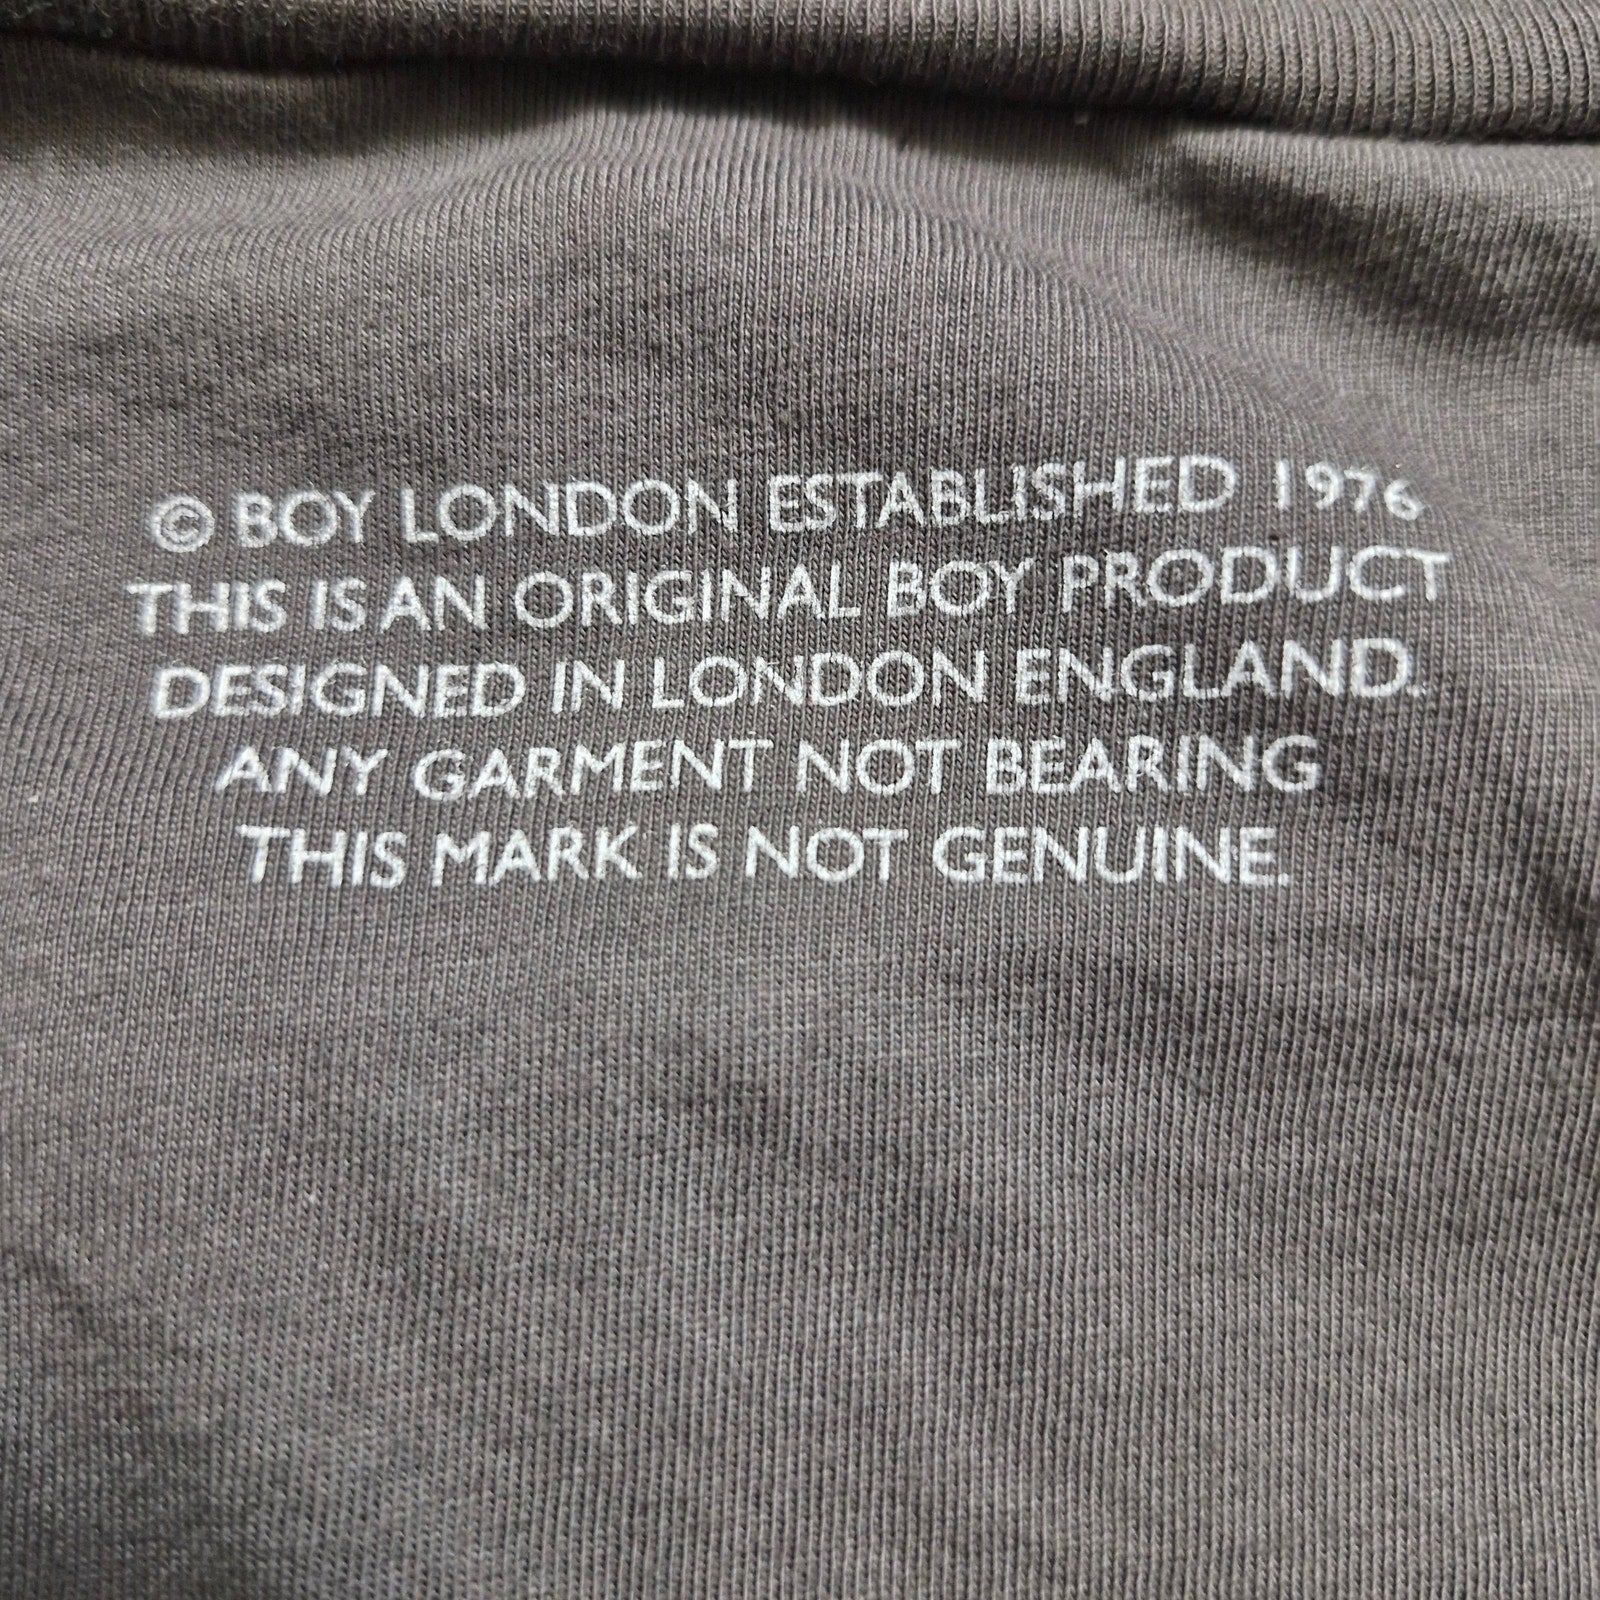 © BOY LONDON ESTABLISHED 1976
THIS IS AN ORIGINAL BOY PRODUCT
DESIGNED IN LONDON ENGLAND.
ANY GARMENT NOT BEARING
THIS MARK IS NOT GENUINE.